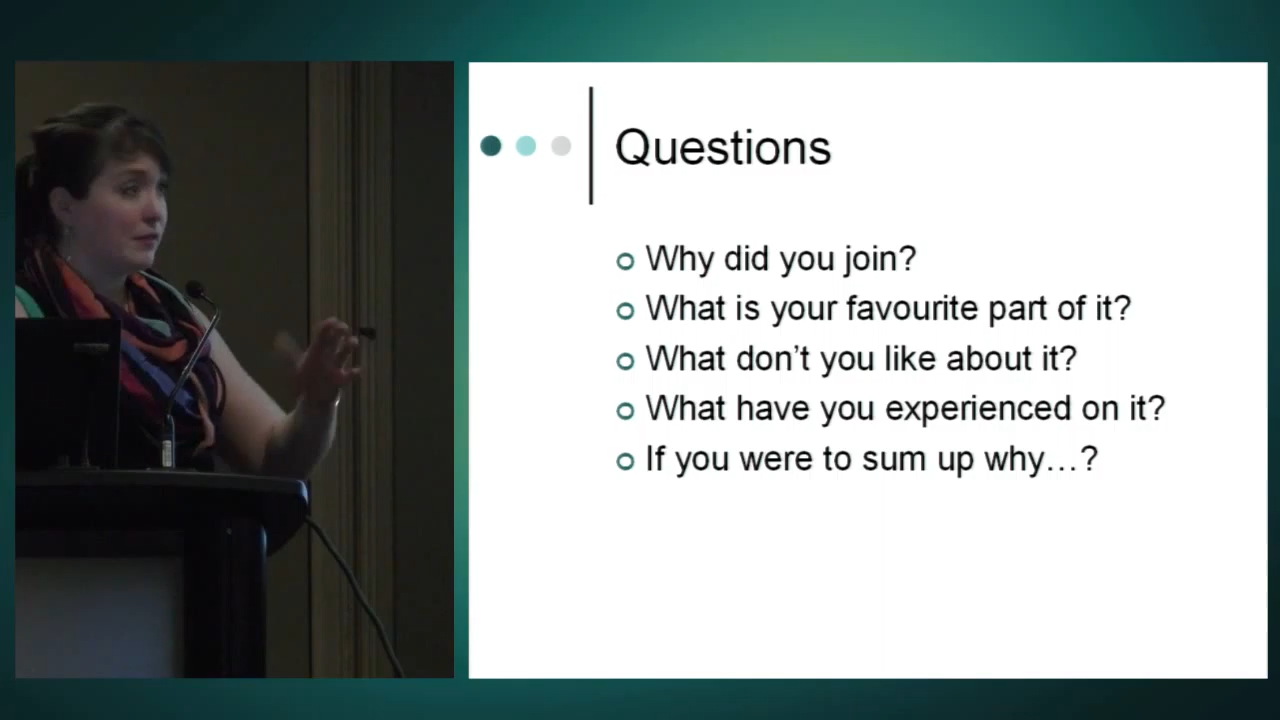 Questions
Why did you join?
What is your favourite part of it?
What don't you like about it?
What have you experienced on it?
If you were to sum up why…?